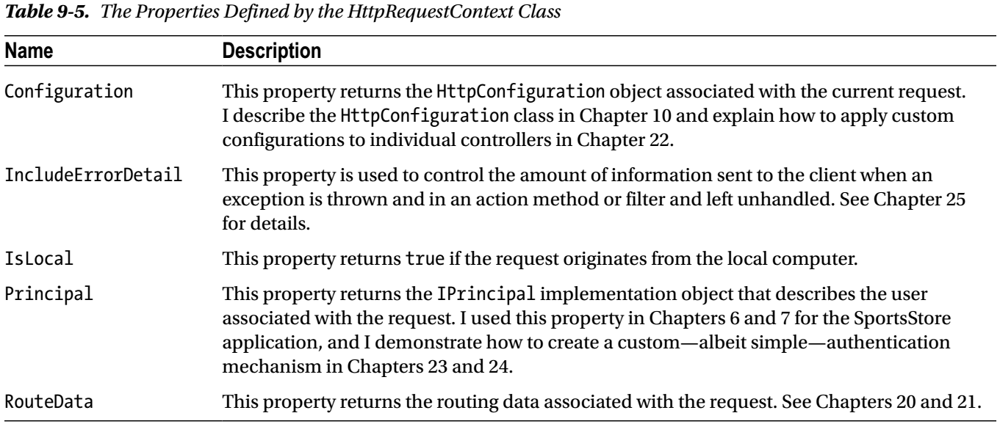 Table 9-5. The Properties Defined by the HttpRequestContext Class
Name Description
Configuration This property returns the HttpConfiguration object associated with the current request.
I describe the HttpConfiguration class in Chapter 10 and explain how to apply custom
configurations to individual controllers in Chapter 22.
IncludeErrorDetail This property is used to control the amount of information sent to the client when an
exception is thrown and in an action method or filter and left unhandled. See Chapter 25
for details.
IsLocal This property returns true if the request originates from the local computer.
Principal This property returns the IPrincipal implementation object that describes the user
associated with the request. I used this property in Chapters 6 and 7 for the SportsStore
application, and I demonstrate how to create a custom—albeit simple—authentication
mechanism in Chapters 23 and 24.
RouteData This property returns the routing data associated with the request. See Chapters 20 and 21.